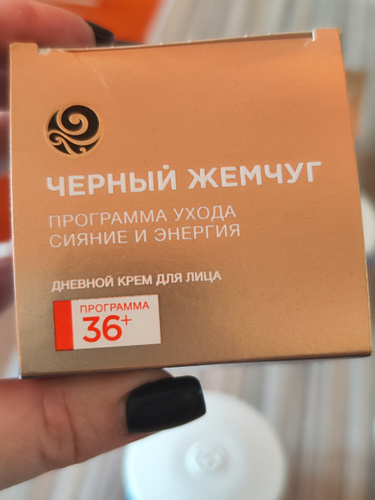 ЧЕРНЫЙ ЖЕМЧУГ
ПРОГРАММА УХОДА
СИЯНИЕ И ЭНЕРГИЯ
ДНЕВНОЙ КРЕМ ДЛЯ ЛИЦА
ПРОГРАММА
36+